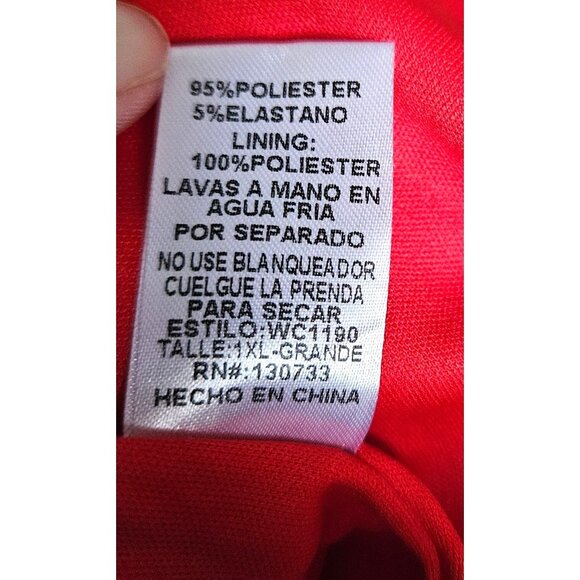 95%POLIESTER
5%ELASTANO
LINING:
100%POLIESTER
LAVAS A MANO EN
AGUA FRIA
POR SEPARADO
NO USE BLANQUEADOR
CUELGUE LA PRENDA
PARA SECAR
ESTILO:WC1190
TALLE:1XL-GRANDE
RN#:130733
HECHO EN CHINA